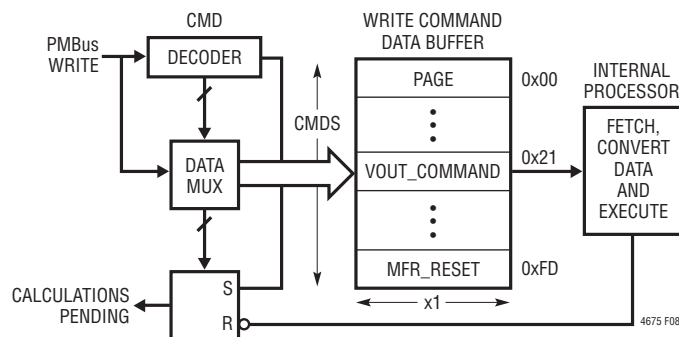 CMD
PMBus
WRITE
DECODER
DATA
MUX
CMDS
S
R
CALCULATIONS
PENDING
WRITE COMMAND
DATA BUFFER
PAGE
0x00
VOUT_COMMAND
0x21
MFR_RESET
0xFD
x1
INTERNAL
PROCESSOR
FETCH,
CONVERT
DATA
AND
EXECUTE
4675 F08